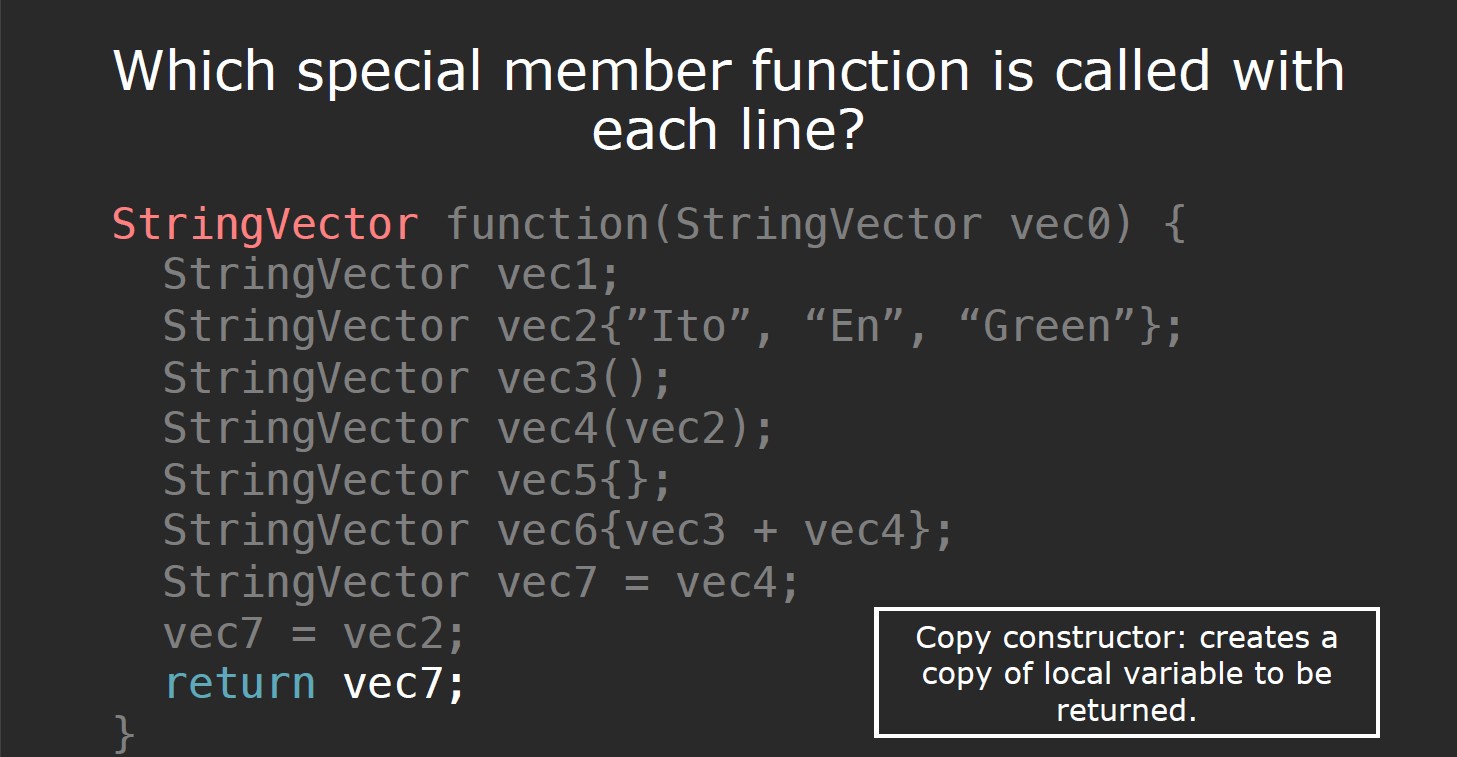 Which special member function is called with
each line?
StringVector function(StringVector vec0) {
StringVector vec1;
StringVector vec2{”Ito”, “En”, “Green”};
StringVector vec3();
StringVector vec4(vec2);
StringVector vec5{};
StringVector vec6{vec3 + vec4};
StringVector vec7 = vec4;
vec7 = vec2;
return vec7;
}
Copy constructor: creates a
copy of local variable to be
returned.